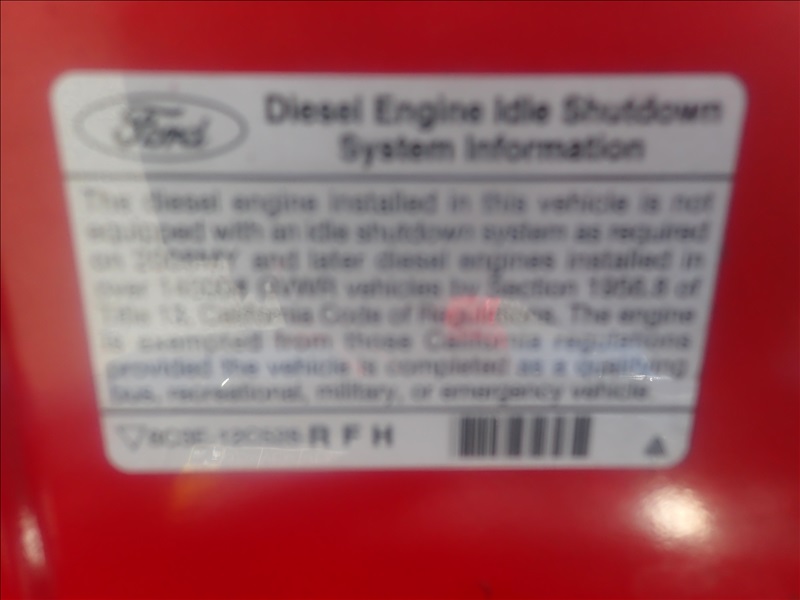 Ford
Diesel Engine Idle Shutdown
System Information
The diesel engine installed in this vehicle is not
equipped with an idle shutdown system as required
on 2008MY and later diesel engines installed in
over 14000# GVWR vehicles by Section 1956.8 of
Title 13, California Code of Regulations. The engine
is exempted from those California regulations
provided the vehicle is completed as a qualifying
bus, recreational, military, or emergency vehicle.
R F H